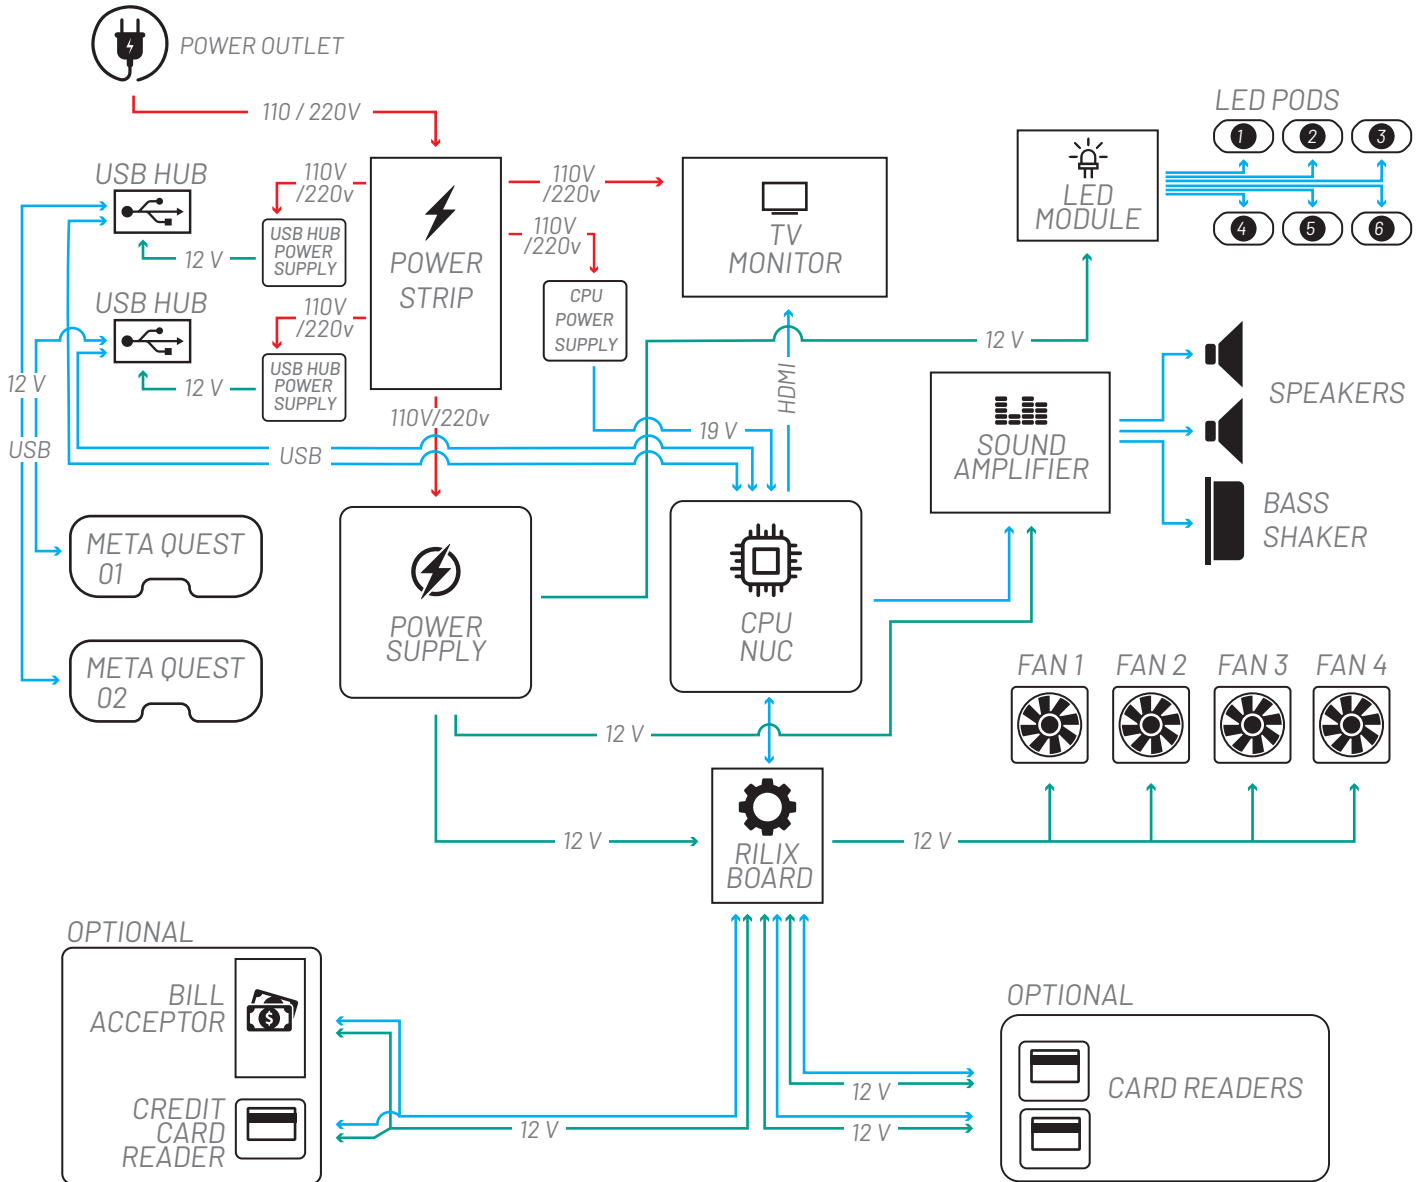 POWER OUTLET
110 / 220V
LED PODS
1
2
3
4
5
6
LED
MODULE
USB HUB
110V
/220v
USB HUB
POWER
SUPPLY
12 V
POWER
STRIP
110V
/220v
110V
/220v
TV
MONITOR
CPU
POWER
SUPPLY
USB HUB
110V
/220v
USB HUB
POWER
SUPPLY
12 V
12 V
12 V
HDMI
110V/220v
19 V
USB
USB
SOUND
AMPLIFIER
SPEAKERS
BASS
SHAKER
META QUEST
01
META QUEST
02
POWER
SUPPLY
CPU
NUC
12 V
FAN 1
FAN 2
FAN 3
FAN 4
12 V
RILIX
BOARD
12 V
OPTIONAL
BILL
ACCEPTOR
CREDIT
CARD
READER
12 V
OPTIONAL
CARD READERS
12 V
12 V